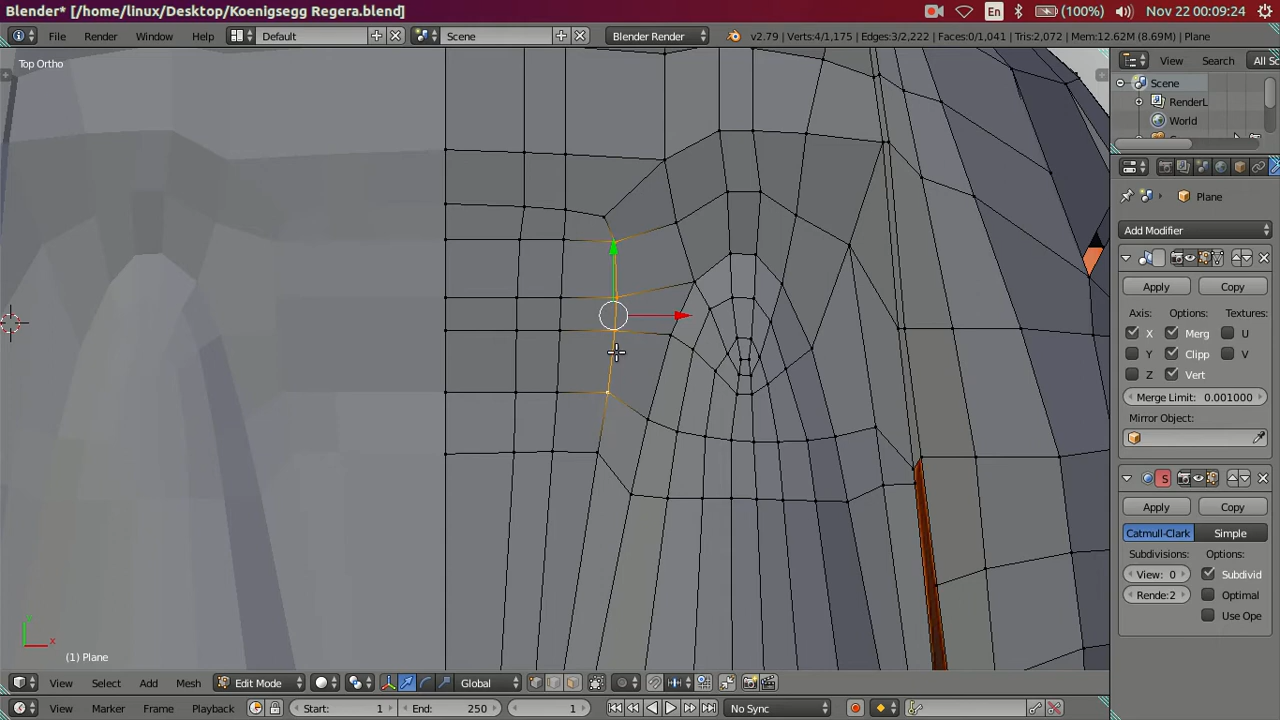 Blender* [/home/linux/Desktop/Koenigsegg Regera.blend]
En
(100%)
Nov 22 00:09:24
File Render Window Help
Default
Scene
Blender Render
v2.79 | Verts:4/1,175 | Edges:3/2,222 | Faces:0/1,041 | Tris:2,072 | Mem:12.62M (8.69M) | Plane
Top Ortho
View Search All Sc
Scene
RenderL
World
Plane
Add Modifier
Apply Copy
Axis: Options: Textures:
X Merg U
Y Clipp V
Z Vert
Merge Limit: 0.001000
Mirror Object:
S
Apply Copy
Catmull-Clark Simple
Subdivisions: Options:
View: 0 Subdivid
Rende:2 Optimal
Use Ope
y
x
(1) Plane
View Select Add Mesh Edit Mode Global
View Marker Frame Playback Start: 1 End: 250 1 No Sync